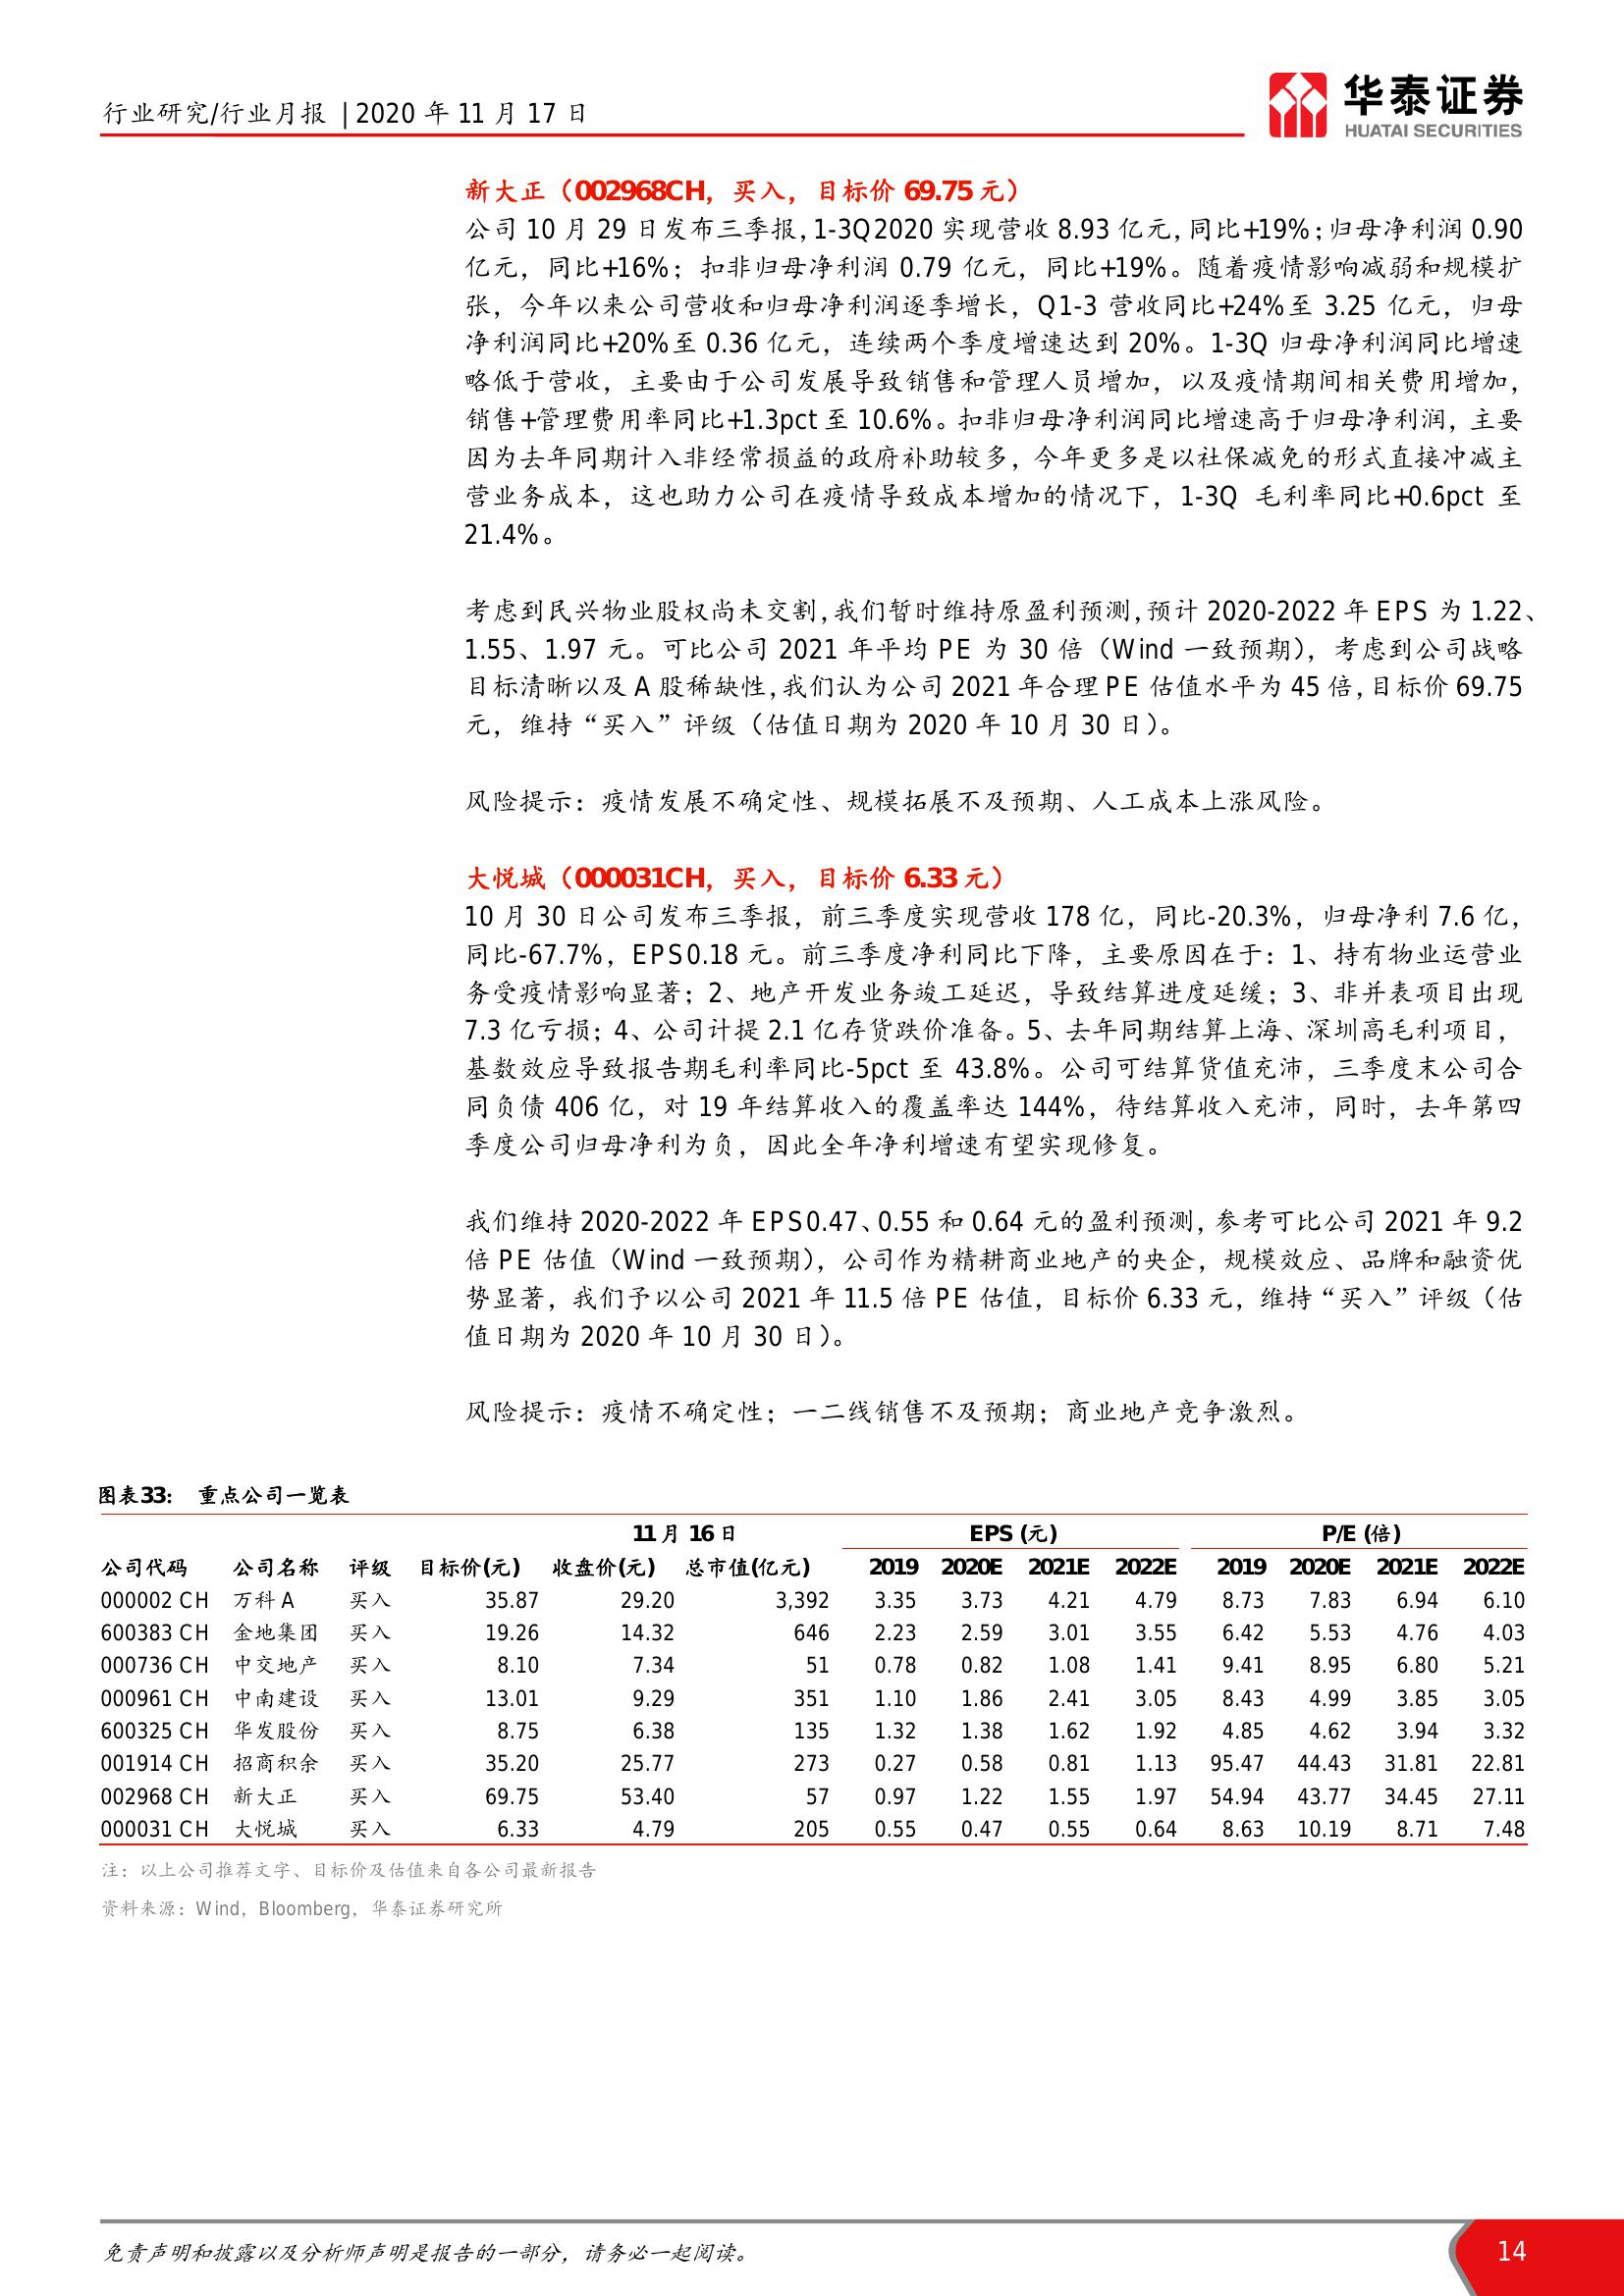 行业研究/行业月报 | 2020 年 11 月 17 日
华泰证券
HUATAI SECURITIES
新大正（002968CH，买入，目标价 69.75 元）
公司 10 月 29 日发布三季报，1-3Q2020 实现营收 8.93 亿元，同比+19%；归母净利润 0.90
亿元，同比+16%；扣非归母净利润 0.79 亿元，同比+19%。随着疫情影响减弱和规模扩
张，今年以来公司营收和归母净利润逐季增长，Q1-3 营收同比+24%至 3.25 亿元，归母
净利润同比+20%至 0.36 亿元，连续两个季度增速达到 20%。1-3Q 归母净利润同比增速
略低于营收，主要由于公司发展导致销售和管理人员增加，以及疫情期间相关费用增加，
销售+管理费用率同比+1.3pct 至 10.6%。扣非归母净利润同比增速高于归母净利润，主要
因为去年同期计入非经常损益的政府补助较多，今年更多是以社保减免的形式直接冲减主
营业务成本，这也助力公司在疫情导致成本增加的情况下，1-3Q 毛利率同比+0.6pct 至
21.4%。
考虑到民兴物业股权尚未交割，我们暂时维持原盈利预测，预计 2020-2022 年 EPS 为 1.22、
1.55、1.97 元。可比公司 2021 年平均 PE 为 30 倍（Wind 一致预期），考虑到公司战略
目标清晰以及 A 股稀缺性，我们认为公司 2021 年合理 PE 估值水平为 45 倍，目标价 69.75
元，维持“买入”评级（估值日期为 2020 年 10 月 30 日）。
风险提示：疫情发展不确定性、规模拓展不及预期、人工成本上涨风险。
大悦城（000031CH，买入，目标价 6.33 元）
10 月 30 日公司发布三季报，前三季度实现营收 178 亿，同比-20.3%，归母净利 7.6 亿，
同比-67.7%，EPS0.18 元。前三季度净利同比下降，主要原因在于：1、持有物业运营业
务受疫情影响显著；2、地产开发业务竣工延迟，导致结算进度延缓；3、非并表项目出现
7.3 亿亏损；4、公司计提 2.1 亿存货跌价准备。5、去年同期结算上海、深圳高毛利项目，
基数效应导致报告期毛利率同比-5pct 至 43.8%。公司可结算货值充沛，三季度末公司合
同负债 406 亿，对 19 年结算收入的覆盖率达 144%，待结算收入充沛，同时，去年第四
季度公司归母净利为负，因此全年净利增速有望实现修复。
我们维持 2020-2022 年 EPS0.47、0.55 和 0.64 元的盈利预测，参考可比公司 2021 年 9.2
倍 PE 估值（Wind 一致预期），公司作为精耕商业地产的央企，规模效应、品牌和融资优
势显著，我们予以公司 2021 年 11.5 倍 PE 估值，目标价 6.33 元，维持“买入”评级（估
值日期为 2020 年 10 月 30 日）。
风险提示：疫情不确定性；一二线销售不及预期；商业地产竞争激烈。
图表33： 重点公司一览表
11 月 16 日 EPS (元) P/E (倍)
公司代码 公司名称 评级 目标价(元) 收盘价(元) 总市值(亿元) 2019 2020E 2021E 2022E 2019 2020E 2021E 2022E
000002 CH 万科 A 买入 35.87 29.20 3,392 3.35 3.73 4.21 4.79 8.73 7.83 6.94 6.10
600383 CH 金地集团 买入 19.26 14.32 646 2.23 2.59 3.01 3.55 6.42 5.53 4.76 4.03
000736 CH 中交地产 买入 8.10 7.34 51 0.78 0.82 1.08 1.41 9.41 8.95 6.80 5.21
000961 CH 中南建设 买入 13.01 9.29 351 1.10 1.86 2.41 3.05 8.43 4.99 3.85 3.05
600325 CH 华发股份 买入 8.75 6.38 135 1.32 1.38 1.62 1.92 4.85 4.62 3.94 3.32
001914 CH 招商积余 买入 35.20 25.77 273 0.27 0.58 0.81 1.13 95.47 44.43 31.81 22.81
002968 CH 新大正 买入 69.75 53.40 57 0.97 1.22 1.55 1.97 54.94 43.77 34.45 27.11
000031 CH 大悦城 买入 6.33 4.79 205 0.55 0.47 0.55 0.64 8.63 10.19 8.71 7.48
注：以上公司推荐文字、目标价及估值来自各公司最新报告
资料来源：Wind，Bloomberg，华泰证券研究所
免责声明和披露以及分析师声明是报告的一部分，请务必一起阅读。
14